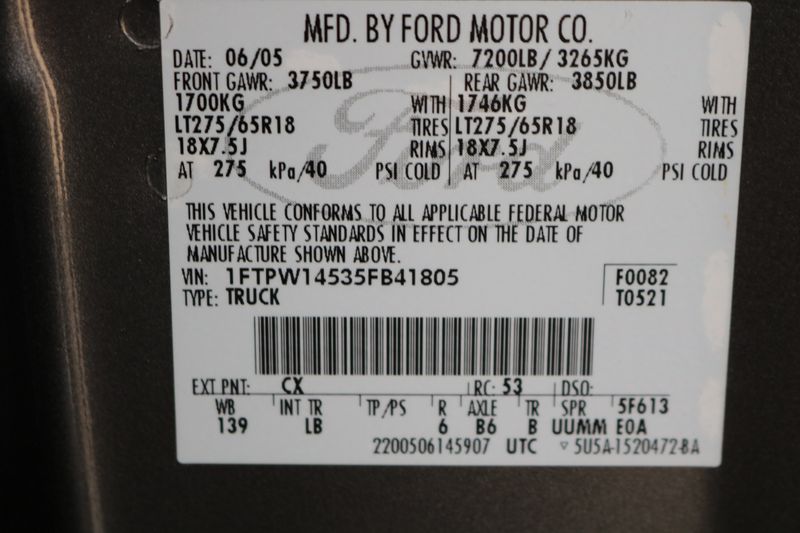 MFD. BY FORD MOTOR CO.
DATE: 06/05 GVWR: 7200LB/ 3265KG
FRONT GAWR: 3750LB REAR GAWR: 3850LB
1700KG WITH 1746KG WITH
LT275/65R18 TIRES LT275/65R18 TIRES
18X7.5J RIMS 18X7.5J RIMS
AT 275 kPa/40 PSI COLD AT 275 kPa/40 PSI COLD
Ford
THIS VEHICLE CONFORMS TO ALL APPLICABLE FEDERAL MOTOR
VEHICLE SAFETY STANDARDS IN EFFECT ON THE DATE OF
MANUFACTURE SHOWN ABOVE.
VIN: 1FTPW14535FB41805 F0082
TYPE: TRUCK T0521
EXT PNT: CX RC: 53 DSO:
WB INT TR TP/PS R AXLE TR SPR 5F613
139 LB 6 B6 B UUMM E0A
2200506145907 UTC ▽ 5U5A-1520472-BA